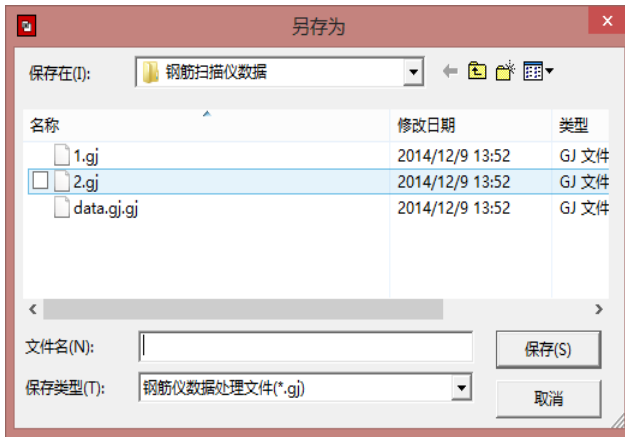 另存为
保存在(I): 钢筋扫描仪数据
名称 修改日期 类型
1.gj 2014/12/9 13:52 GJ 文件
2.gj 2014/12/9 13:52 GJ 文件
data.gj.gj 2014/12/9 13:52 GJ 文件
文件名(N): 保存(S)
保存类型(T): 钢筋仪数据处理文件(*.gj) 取消